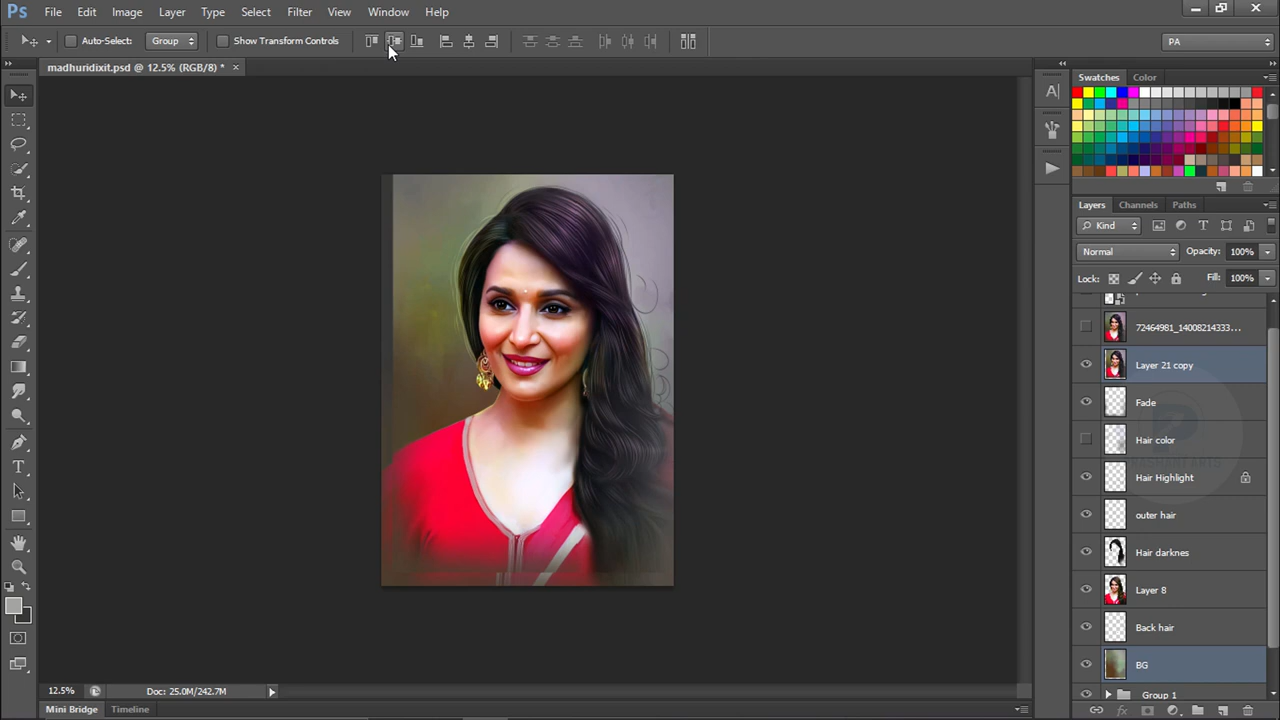 Ps File Edit Image Layer Type Select Filter View Window Help
Auto-Select: Group Show Transform Controls PA
madhuridixit.psd @ 12.5% (RGB/8) * ×
Swatches Color
Layers Channels Paths
Kind
Normal Opacity: 100%
Lock: Fill: 100%
72464981_14008214333...
Layer 21 copy
Fade
Hair color
Hair Highlight
outer hair
Hair darknes
Layer 8
Back hair
BG
Group 1
12.5% Doc: 25.0M/242.7M
Mini Bridge Timeline